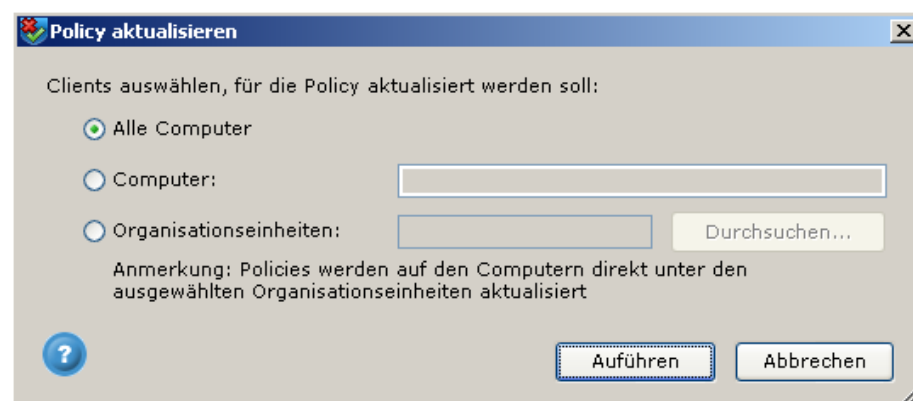 Policy aktualisieren
Clients auswählen, für die Policy aktualisiert werden soll:
Alle Computer
Computer:
Organisationseinheiten:
Durchsuchen...
Anmerkung: Policies werden auf den Computern direkt unter den
ausgewählten Organisationseinheiten aktualisiert
?
Auführen
Abbrechen